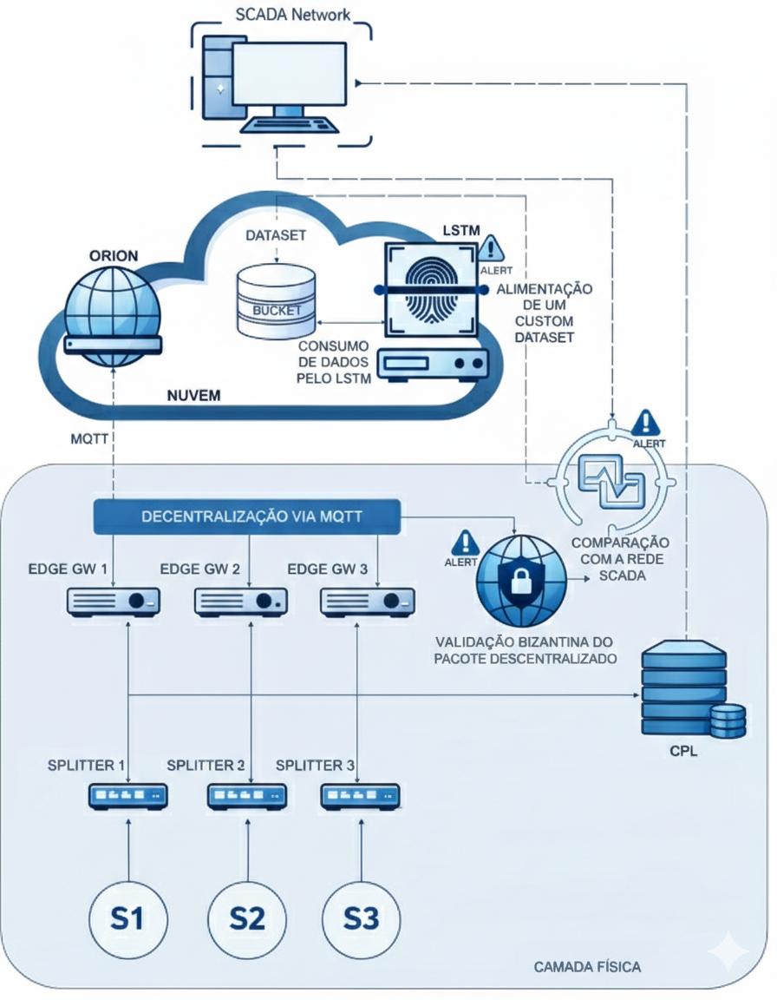 SCADA Network
DATASET
LSTM
ORION
ALERT
BUCKET
ALIMENTAÇÃO
DE UM
CUSTOM
DATASET
CONSUMO
DE DADOS
PELO LSTM
NUVEM
MQTT
ALERT
DECENTRALIZAÇÃO VIA MQTT
COMPARAÇÃO
COM A REDE
SCADA
ALERT
EDGE GW 1
EDGE GW 2
EDGE GW 3
VALIDAÇÃO BIZANTINA DO
PACOTE DESCENTRALIZADO
CPL
SPLITTER 1
SPLITTER 2
SPLITTER 3
S1
S2
S3
CAMADA FÍSICA